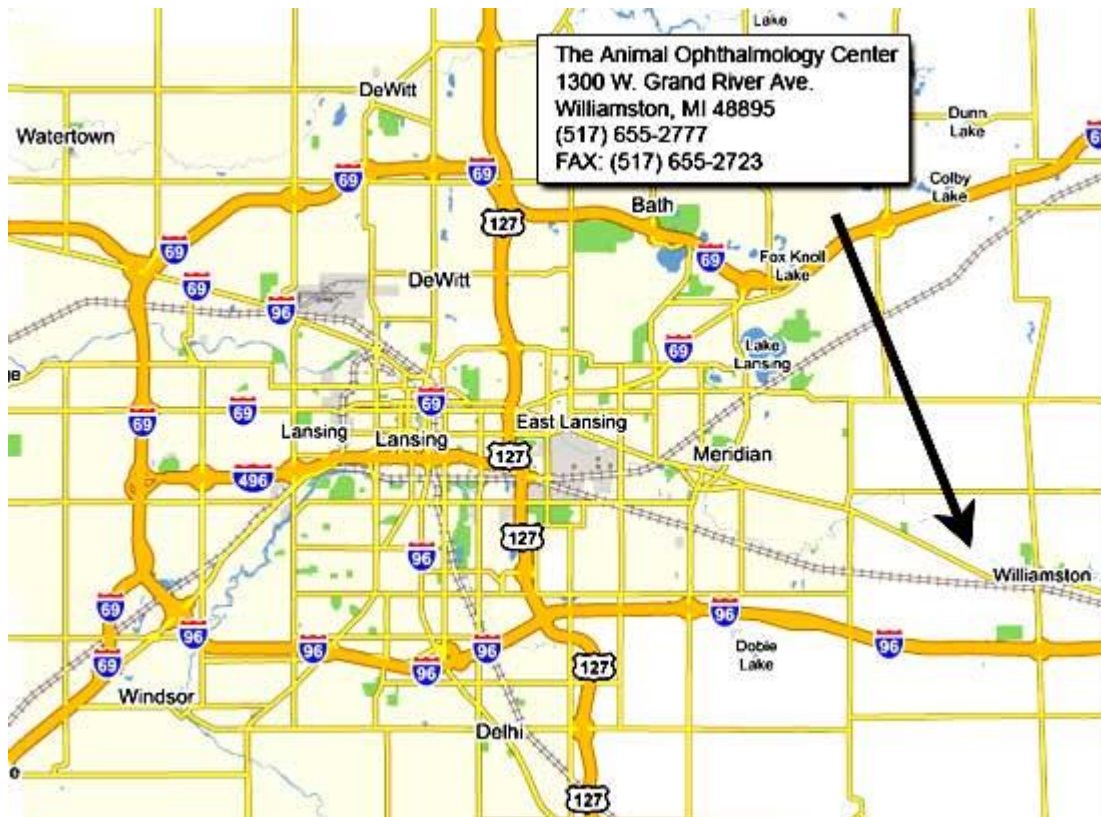 Lake
The Animal Ophthalmology Center
1300 W. Grand River Ave.
Williamston, MI 48895
(517) 655-2777
FAX: (517) 655-2723
DeWitt
Dunn
Lake
Watertown
69
69
69
Colby
Lake
Bath
127
69
69
Fox Knoll
Lake
DeWitt
69
96
Lake
Lansing
69
69
69
69
East Lansing
Lansing
Lansing
127
Meridian
496
127
96
Williamston
69
96
96
96
96
96
96
Dobie
Lake
69
127
Windsor
Delhi
127